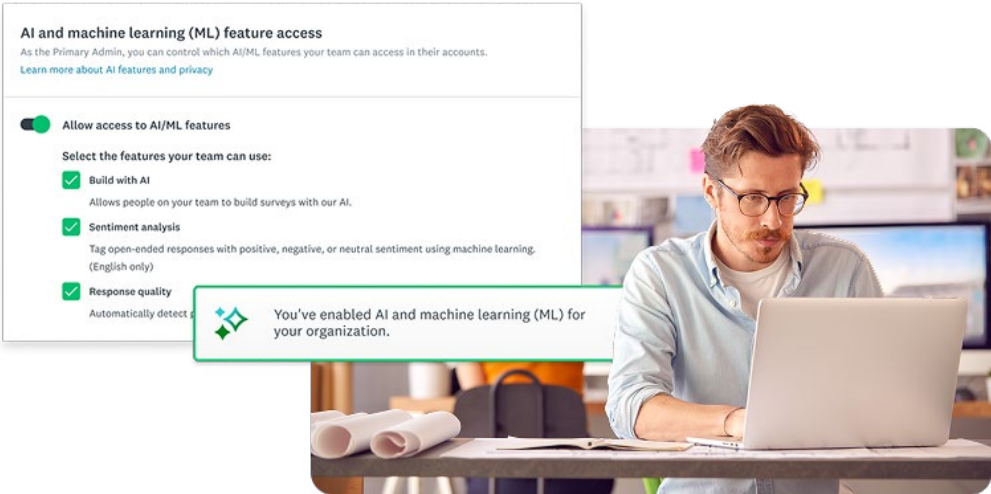 AI and machine learning (ML) feature access
As the Primary Admin, you can control which AI/ML features your team can access in their accounts.
Learn more about AI features and privacy
Allow access to AI/ML features
Select the features your team can use:
Build with AI
Allows people on your team to build surveys with our AI.
Sentiment analysis
Tag open-ended responses with positive, negative, or neutral sentiment using machine learning.
(English only)
Response quality
Automatically detect
You've enabled AI and machine learning (ML) for
your organization.